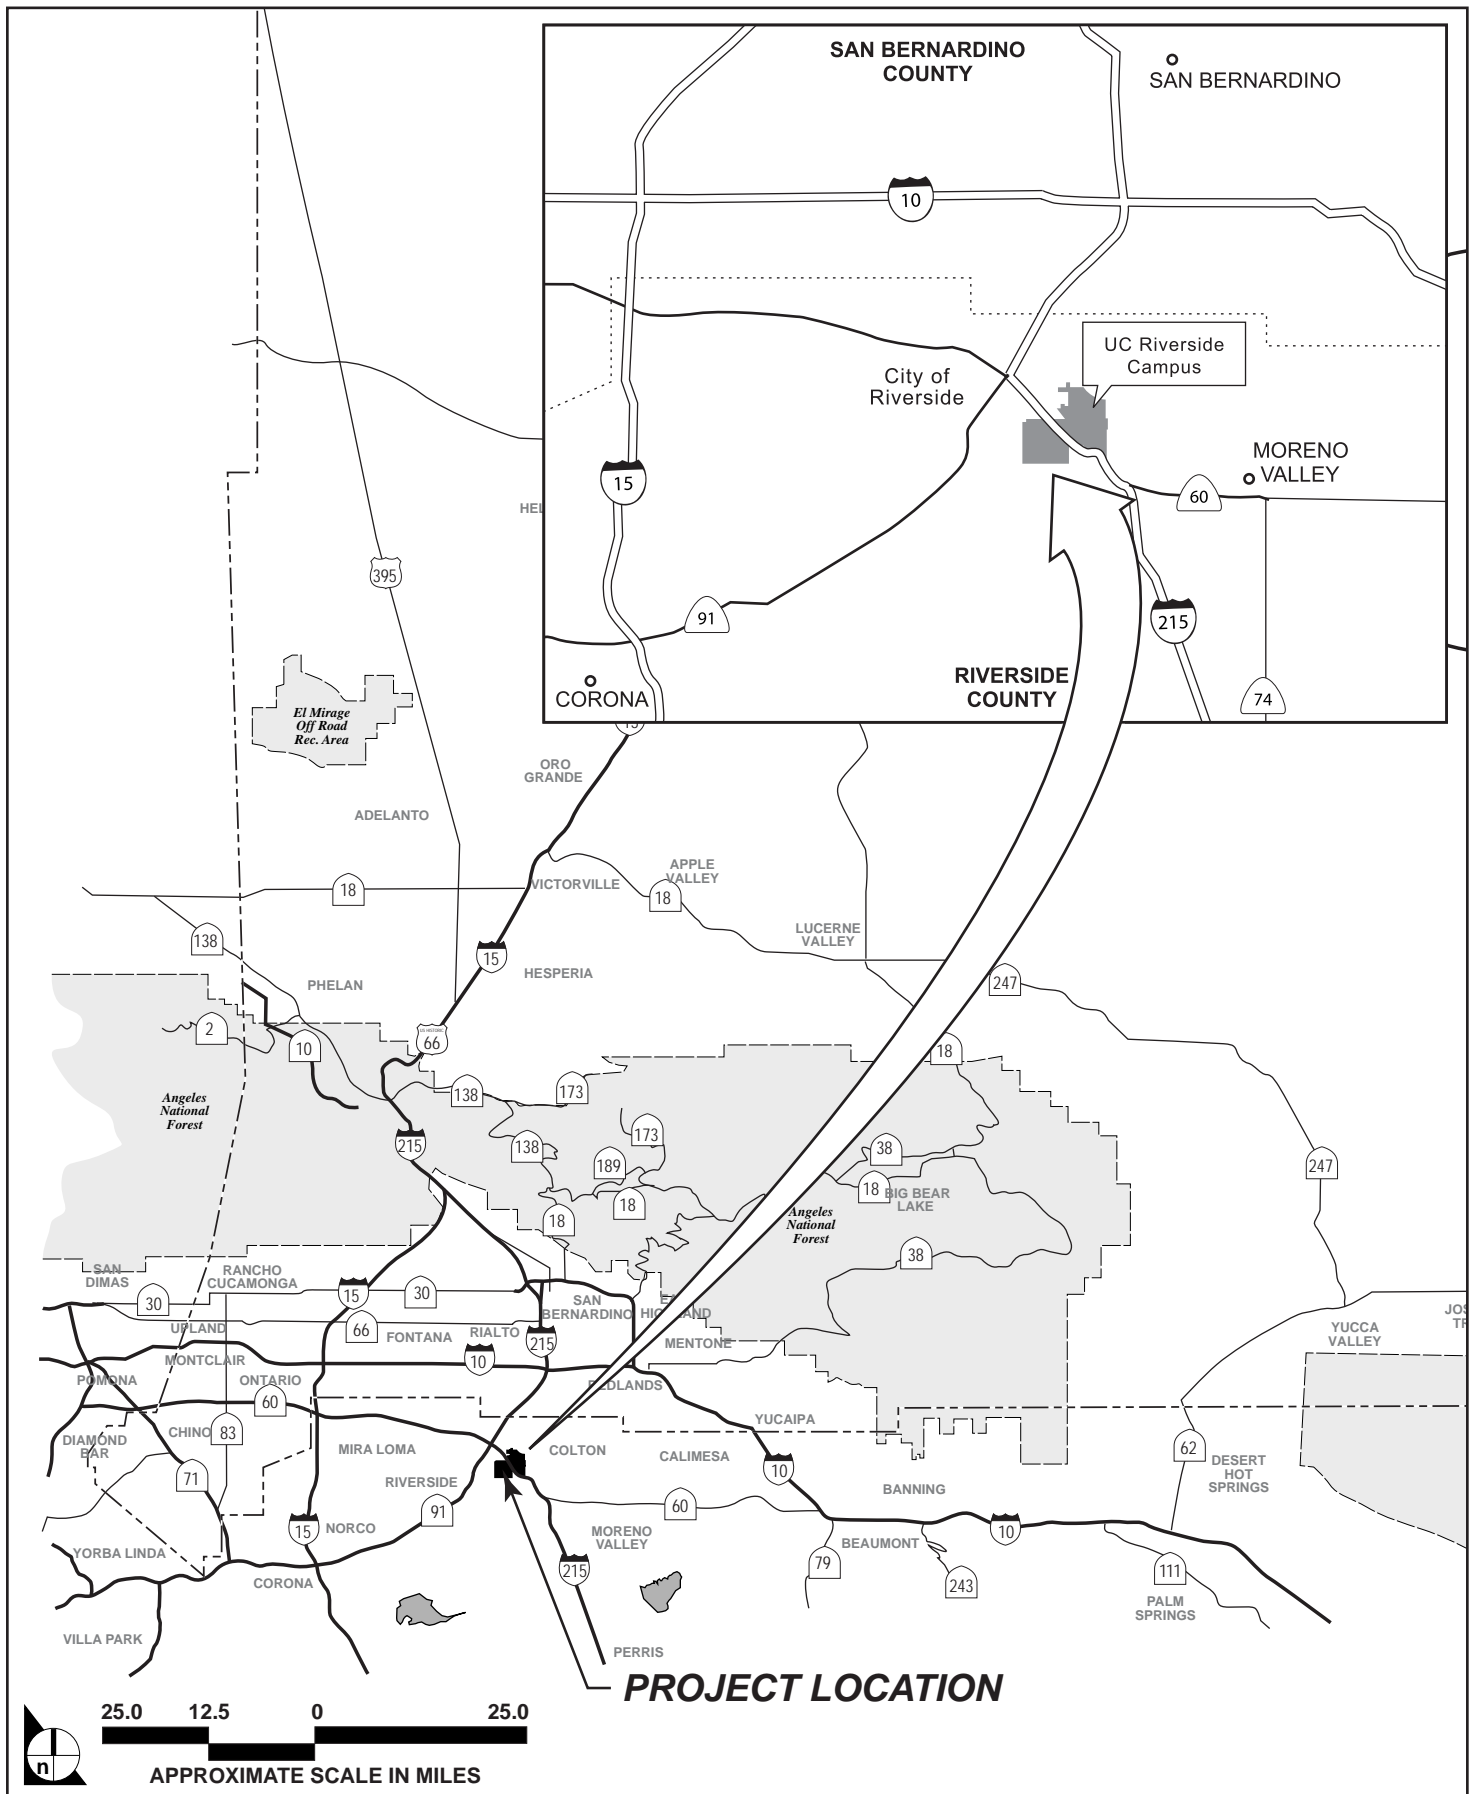 SAN BERNARDINO
COUNTY
SAN BERNARDINO
10
UC Riverside
Campus
City of
Riverside
MORENO
VALLEY
15
60
91
215
RIVERSIDE
COUNTY
CORONA
74
HEL
395
El Mirage
Off Road
Rec. Area
15
ORO
GRANDE
ADELANTO
APPLE
VALLEY
VICTORVILLE
18
18
LUCERNE
VALLEY
138
15
HESPERIA
PHELAN
247
2
10
US HISTORIC
66
18
138
173
Angeles
National
Forest
173
215
138
38
189
247
18
BIG BEAR
LAKE
18
18
Angeles
National
Forest
38
SAN
DIMAS
RANCHO
CUCAMONGA
30
15
30
SAN
BERNARDINO
HIGHLAND
UPLAND
66
FONTANA
RIALTO
215
MENTONE
YUCCA
VALLEY
JOS
TR
MONTCLAIR
10
POMONA
ONTARIO
REDLANDS
60
YUCAIPA
DIAMOND
BAR
CHINO
83
MIRA LOMA
COLTON
CALIMESA
62
DESERT
HOT
SPRINGS
71
RIVERSIDE
10
BANNING
91
60
15
NORCO
MORENO
VALLEY
10
YORBA LINDA
BEAUMONT
CORONA
215
79
243
111
PALM
SPRINGS
VILLA PARK
PERRIS
PROJECT LOCATION
25.0 12.5 0 25.0
n
APPROXIMATE SCALE IN MILES